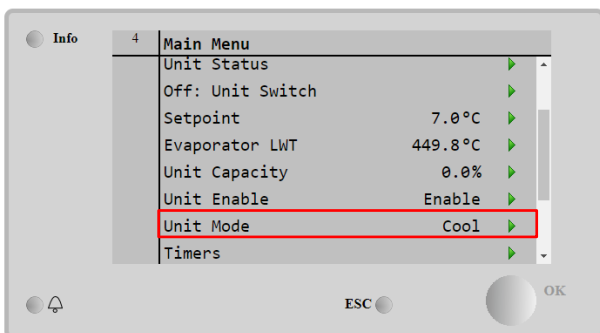 Info
4 Main Menu
Unit Status
Off: Unit Switch
Setpoint 7.0°C
Evaporator LWT 449.8°C
Unit Capacity 0.0%
Unit Enable Enable
Unit Mode Cool
Timers
ESC
OK